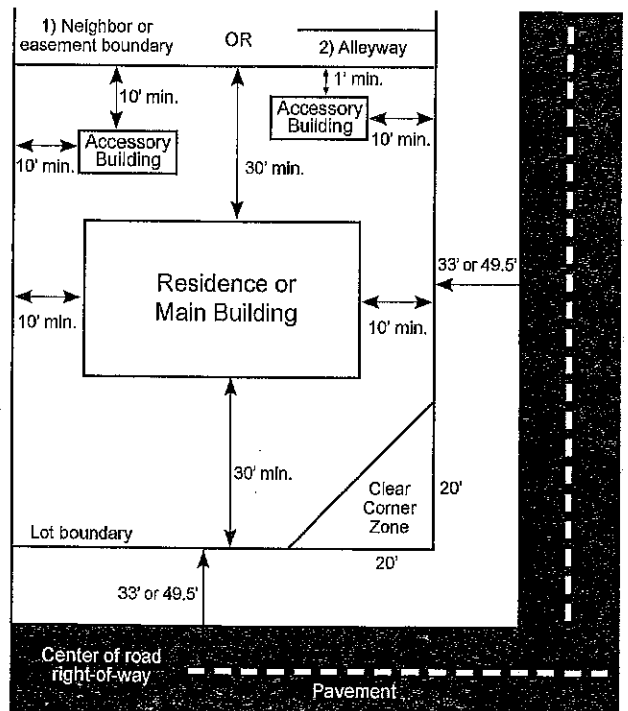 1) Neighbor or
easement boundary
OR
2) Alleyway
10' min.
1' min.
Accessory
Building
Accessory
Building
10' min.
10' min.
30' min.
33' or 49.5'
Residence or
Main Building
10' min.
10' min.
30' min.
Clear
Corner
Zone
20'
Lot boundary
20'
33' or 49.5'
Center of road
right-of-way
Pavement